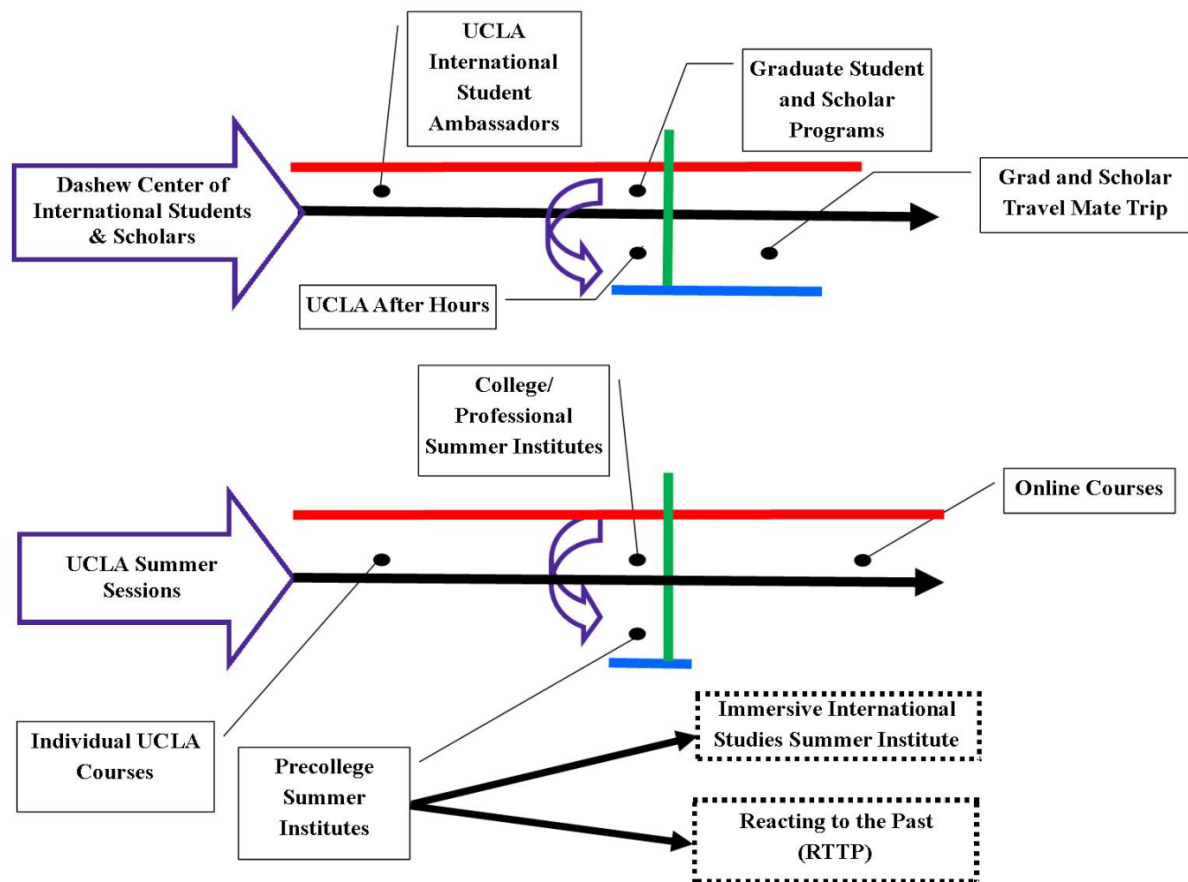 UCLA
International
Student
Ambassadors
Graduate Student
and Scholar
Programs
Dashew Center of
International Students
& Scholars
Grad and Scholar
Travel Mate Trip
UCLA After Hours
College/
Professional
Summer Institutes
Online Courses
UCLA Summer
Sessions
Individual UCLA
Courses
Precollege
Summer
Institutes
Immersive International
Studies Summer Institute
Reacting to the Past
(RTTP)